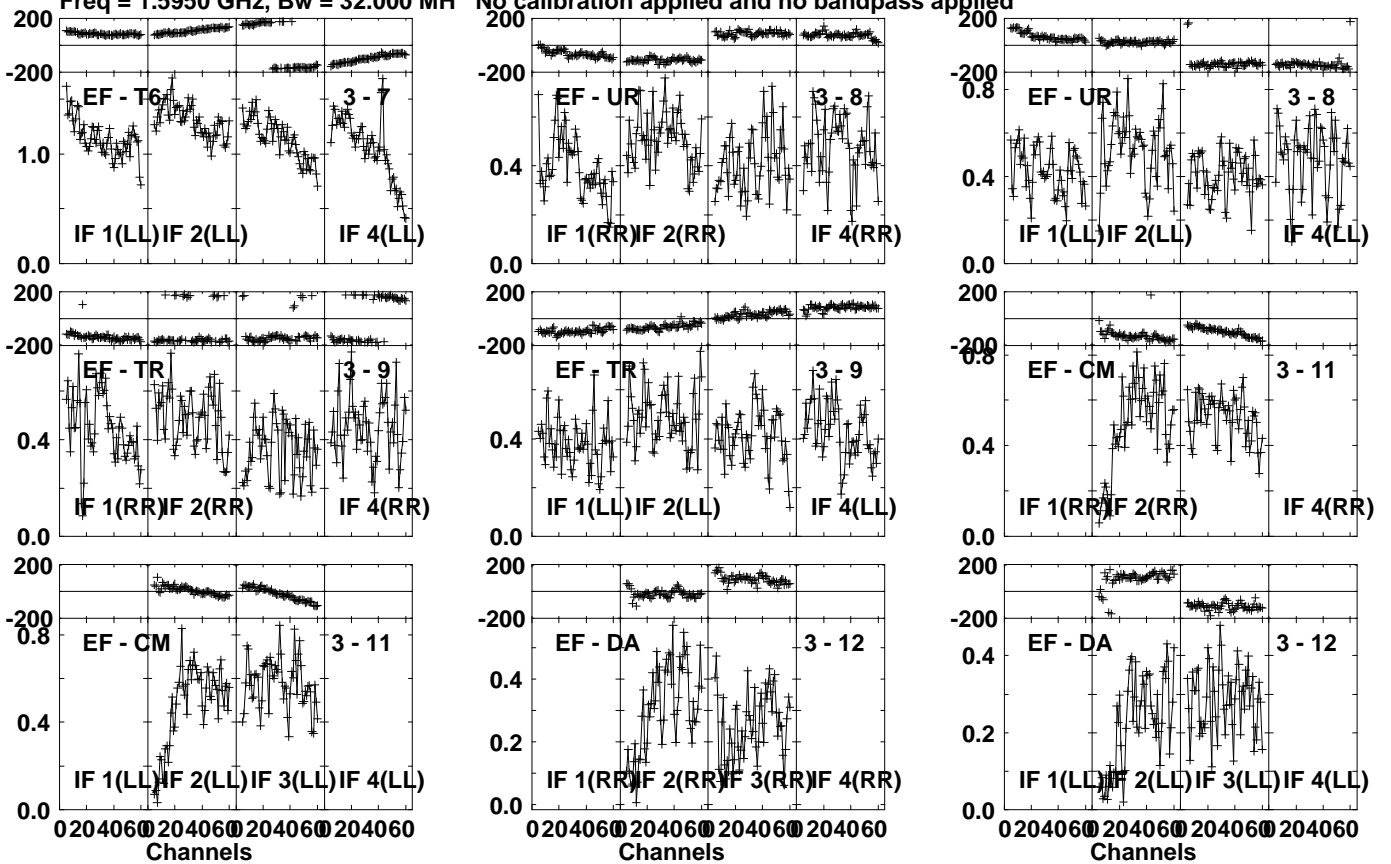 Freq = 1.5950 GHz, Bw = 32.000 MH No calibration applied and no bandpass applied
200
-200
EF - T6 3 - 7
1.0
IF 1(LL) IF 2(LL) IF 4(LL)
0.0
200
-200
EF - UR 3 - 8
0.4
IF 1(RR) IF 2(RR) IF 4(RR)
0.0
200
-200
0.8
EF - UR 3 - 8
0.4
IF 1(LL) IF 2(LL) IF 4(LL)
0.0
200
-200
EF - TR 3 - 9
0.4
IF 1(RR) IF 2(RR) IF 4(RR)
0.0
200
-200
EF - TR 3 - 9
0.4
IF 1(LL) IF 2(LL) IF 4(LL)
0.0
200
-200
0.8
EF - CM 3 - 11
0.4
IF 1(RR) IF 2(RR) IF 4(RR)
0.0
200
-200
0.8
EF - CM 3 - 11
0.4
IF 1(LL) IF 2(LL) IF 3(LL) IF 4(LL)
0.0
0 20 40 60 0 20 40 60 0 20 40 60 0 20 40 60
Channels
200
-200
EF - DA 3 - 12
0.4
0.2
IF 1(RR) IF 2(RR) IF 3(RR) IF 4(RR)
0.0
0 20 40 60 0 20 40 60 0 20 40 60 0 20 40 60
Channels
200
-200
EF - DA 3 - 12
0.4
0.2
IF 1(LL) IF 2(LL) IF 3(LL) IF 4(LL)
0.0
0 20 40 60 0 20 40 60 0 20 40 60 0 20 40 60
Channels